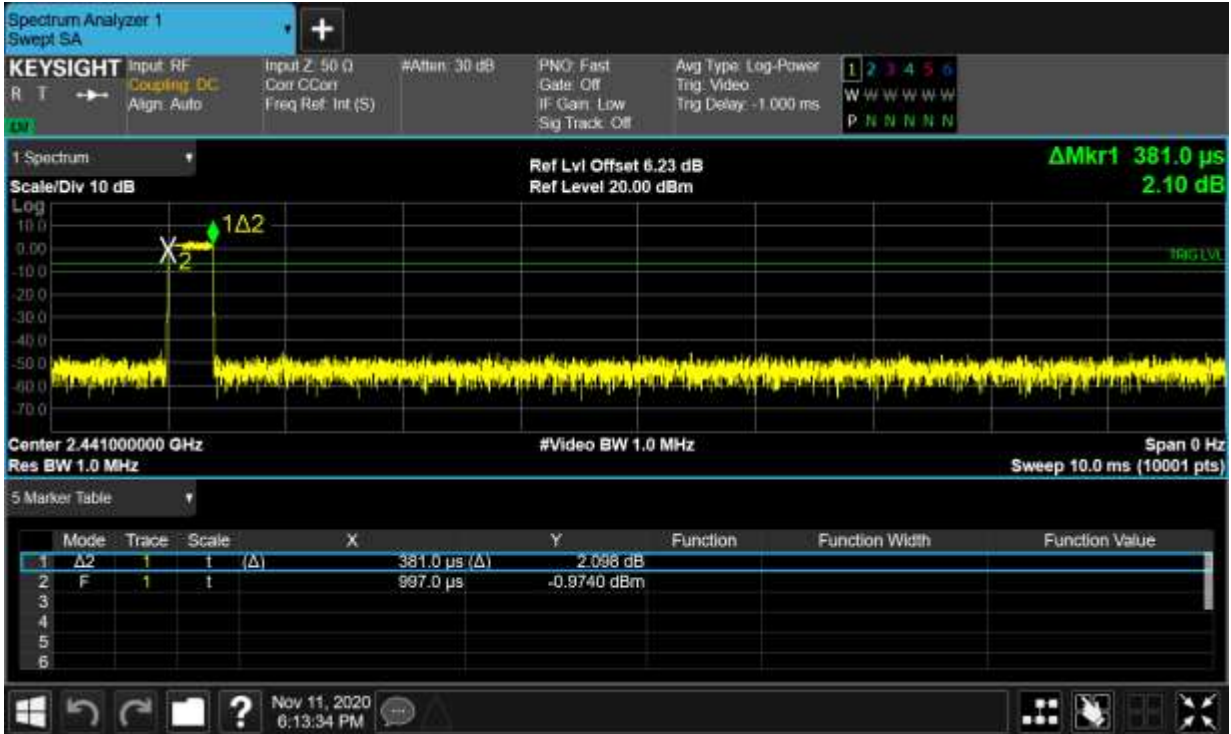 Spectrum Analyzer 1
Swept SA
KEYSIGHT
R T
Input: RF
Coupling: DC
Align: Auto
Input Z: 50 Ω
Corr CCorr
Freq Ref: Int (S)
#Atten: 30 dB
PNO: Fast
Gate: Off
IF Gain: Low
Sig Track: Off
Avg Type: Log-Power
Trig: Video
Trig Delay: -1.000 ms
1 2 3 4 5 6
W W W W W W
P N N N N N
1 Spectrum
Scale/Div 10 dB
Ref Lvl Offset 6.23 dB
Ref Level 20.00 dBm
ΔMkr1 381.0 µs
2.10 dB
Log
10.0
0.00
-10.0
-20.0
-30.0
-40.0
-50.0
-60.0
-70.0
1Δ2
2
TRIG LVL
Center 2.441000000 GHz
#Video BW 1.0 MHz
Span 0 Hz
Res BW 1.0 MHz
Sweep 10.0 ms (10001 pts)
5 Marker Table
Mode Trace Scale X Y Function Function Width Function Value
1 Δ2 1 t (Δ) 381.0 µs (Δ) 2.098 dB
2 F 1 t 997.0 µs -0.9740 dBm
3
4
5
6
?
Nov 11, 2020
6:13:34 PM